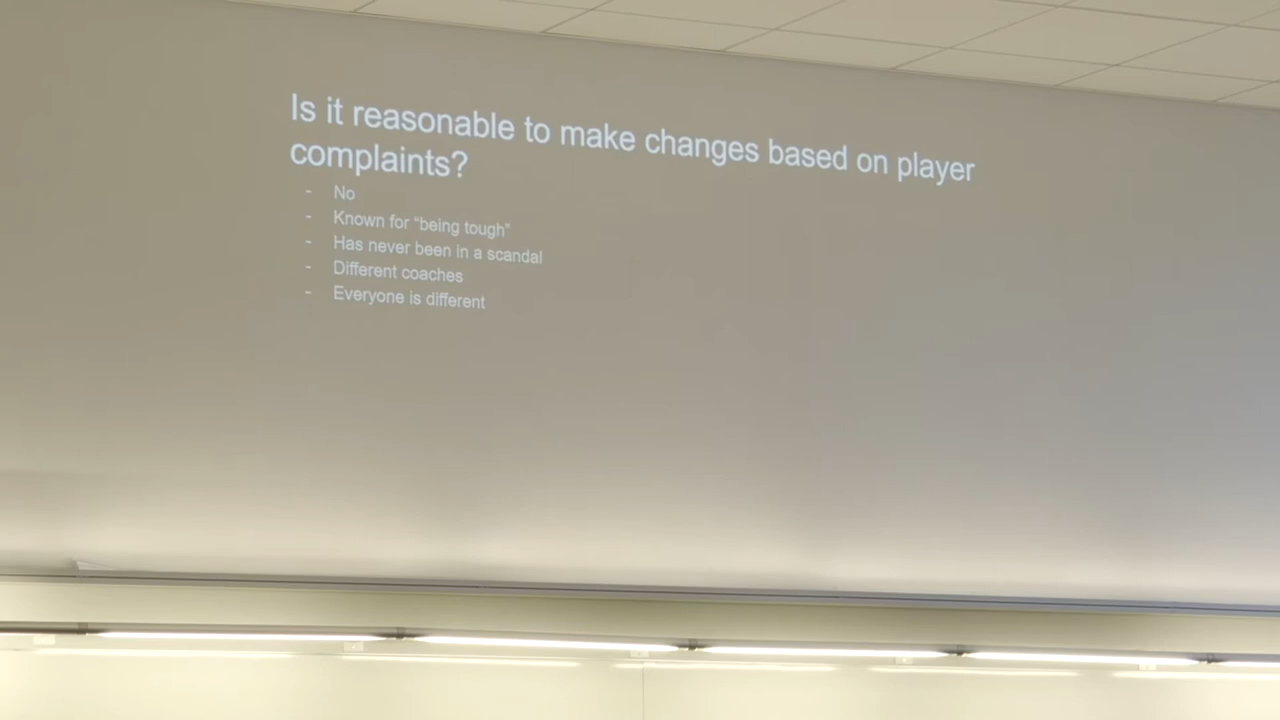 Is it reasonable to make changes based on player
complaints?
- No
- Known for “being tough”
- Has never been in a scandal
- Different coaches
- Everyone is different